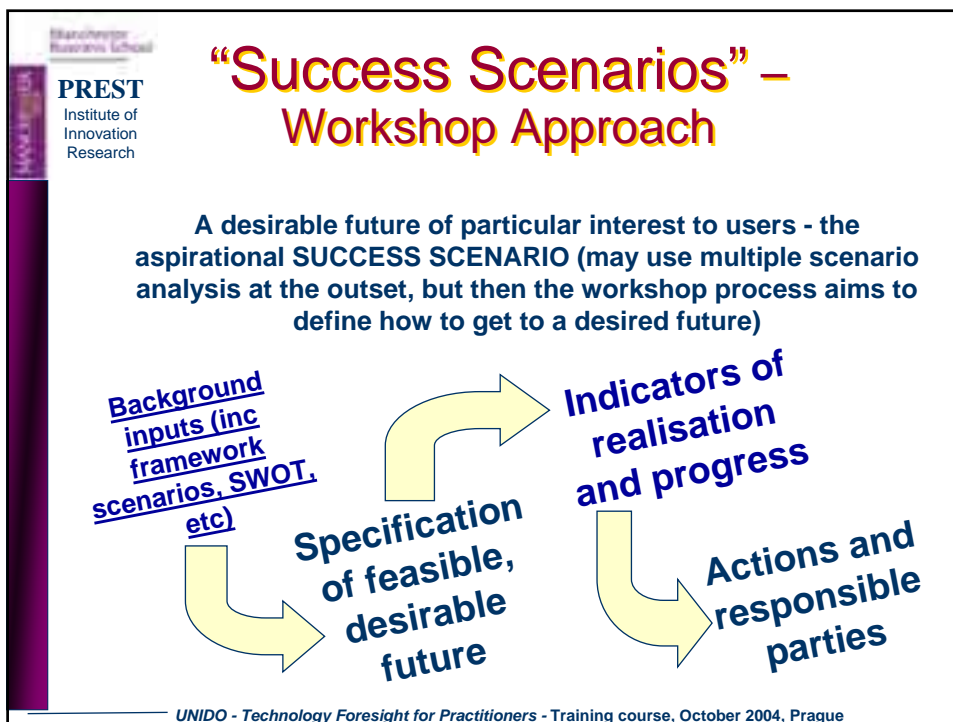 Manchester
Business School
PREST
Institute of
Innovation
Research
“Success Scenarios” –
Workshop Approach
A desirable future of particular interest to users - the
aspirational SUCCESS SCENARIO (may use multiple scenario
analysis at the outset, but then the workshop process aims to
define how to get to a desired future)
Background
inputs (inc
framework
scenarios, SWOT,
etc)
Specification
of feasible,
desirable
future
Indicators of
realisation
and progress
Actions and
responsible
parties
UNIDO - Technology Foresight for Practitioners - Training course, October 2004, Prague